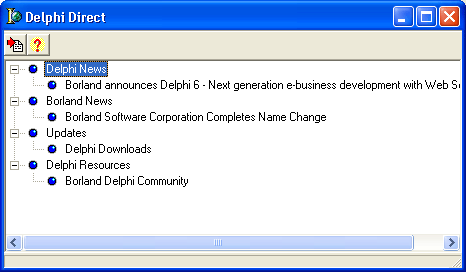 Delphi Direct
?
Delphi News
Borland announces Delphi 6 - Next generation e-business development with Web
Borland News
Borland Software Corporation Completes Name Change
Updates
Delphi Downloads
Delphi Resources
Borland Delphi Community